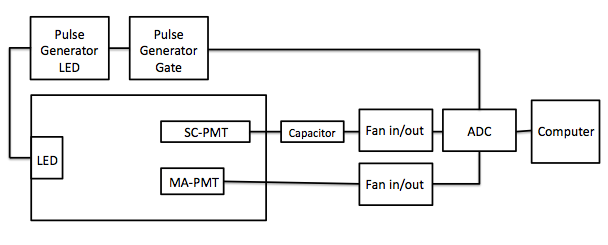 Pulse
Generator
LED
Pulse
Generator
Gate
SC-PMT
Capacitor
Fan in/out
ADC
Computer
LED
MA-PMT
Fan in/out